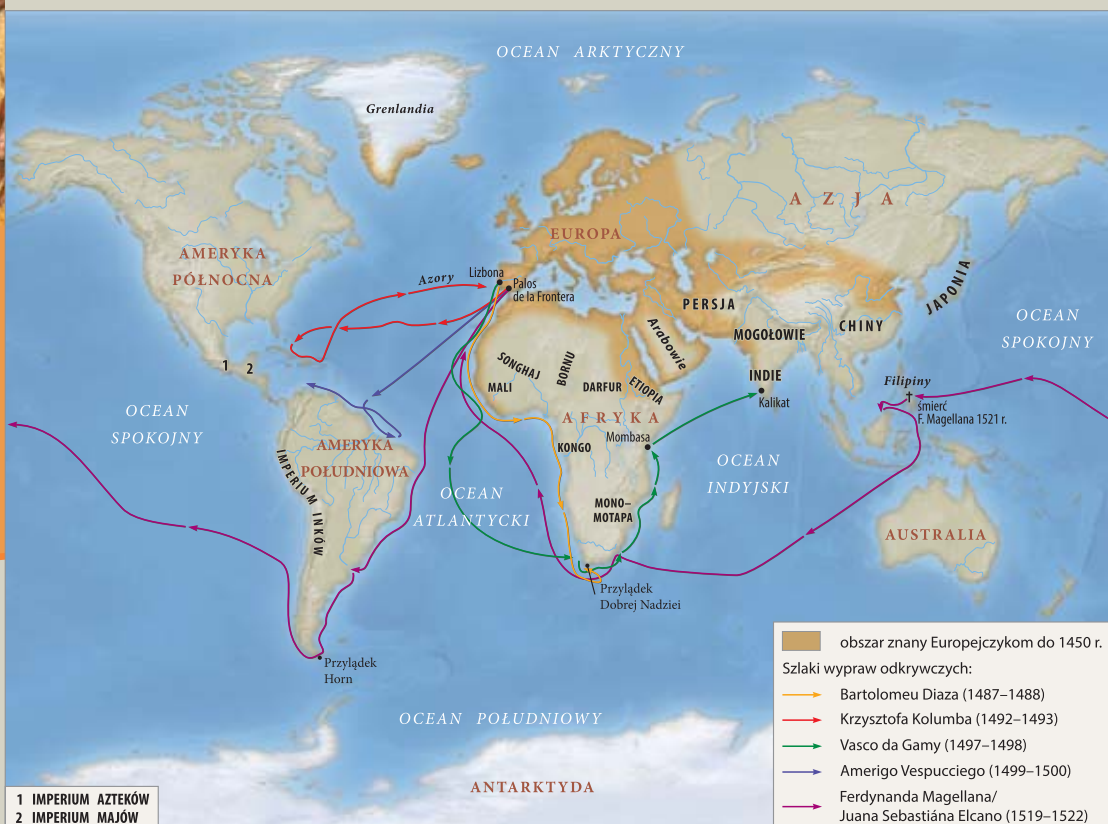 OCEAN ARKTYCZNY
Grenlandia
AZJA
EUROPA
AMERYKA
PÓŁNOCNA
Azory
Lizbona
Palos
de la Frontera
PERSJA
JAPONIA
OCEAN
SPOKOJNY
CHINY
MOGOŁOWIE
Arabowie
SONGHAJ
BORNU
MALI
DARFUR
ETIOPIA
INDIE
Kalikat
Filipiny
śmierć
F. Magellana 1521 r.
1 2
OCEAN
SPOKOJNY
AFRYKA
Mombasa
KONGO
AMERYKA
POŁUDNIOWA
IMPERIUM INKÓW
OCEAN
INDYJSKI
OCEAN
ATLANTYCKI
MONO–
MOTAPA
AUSTRALIA
Przylądek
Dobrej Nadziei
Przylądek
Horn
OCEAN POŁUDNIOWY
ANTARKTYDA
1 IMPERIUM AZTEKÓW
2 IMPERIUM MAJÓW
obszar znany Europejczykom do 1450 r.
Szlaki wypraw odkrywczych:
Bartolomeu Diaza (1487–1488)
Krzysztofa Kolumba (1492–1493)
Vasco da Gamy (1497–1498)
Amerigo Vespucciego (1499–1500)
Ferdynanda Magellana/
Juana Sebastiána Elcano (1519–1522)